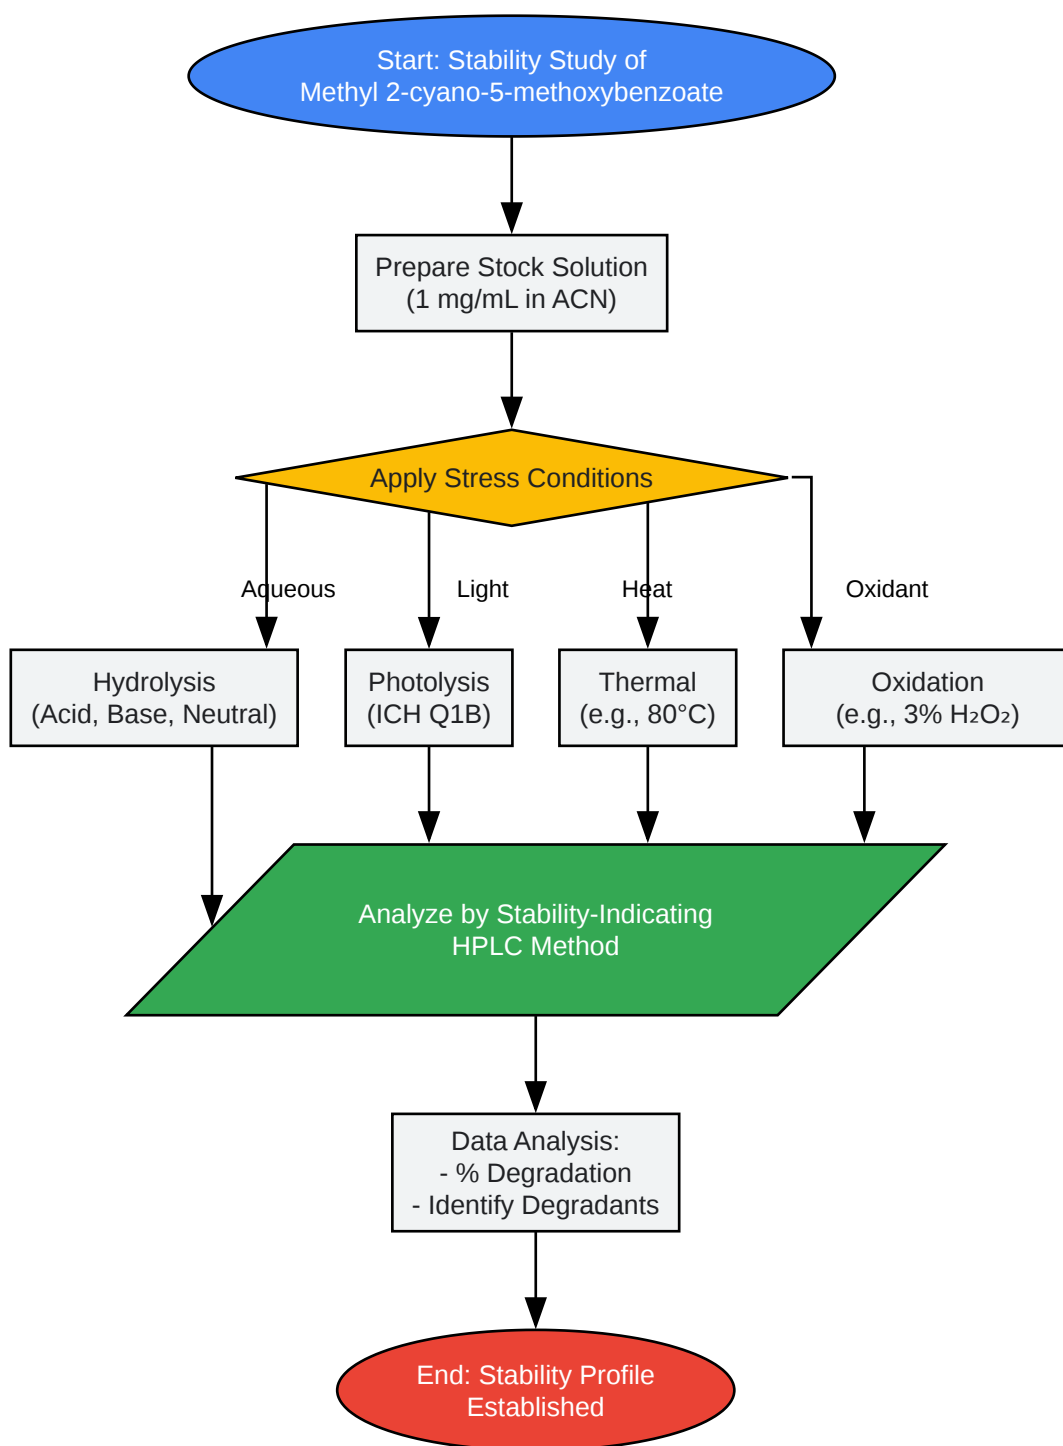 Start: Stability Study of
Methyl 2-cyano-5-methoxybenzoate
Prepare Stock Solution
(1 mg/mL in ACN)
Apply Stress Conditions
Aqueous
Light
Heat
Oxidant
Hydrolysis
(Acid, Base, Neutral)
Photolysis
(ICH Q1B)
Thermal
(e.g., 80°C)
Oxidation
(e.g., 3% H₂O₂)
Analyze by Stability-Indicating
HPLC Method
Data Analysis:
- % Degradation
- Identify Degradants
End: Stability Profile
Established